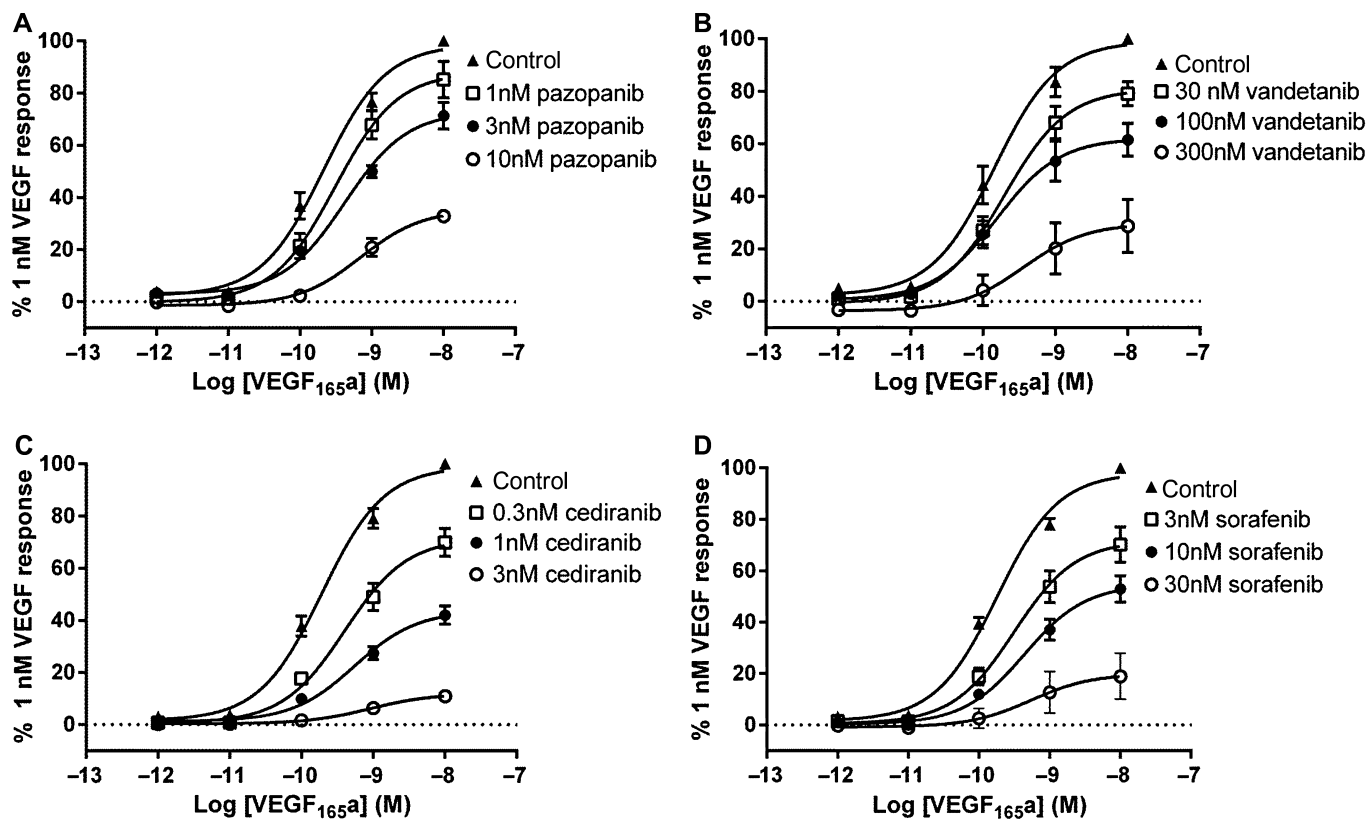 A
% 1 nM VEGF response
100
80
60
40
20
0
–13 –12 –11 –10 –9 –8 –7
Log [VEGF₁₆₅a] (M)
Control
1nM pazopanib
3nM pazopanib
10nM pazopanib
B
% 1 nM VEGF response
100
80
60
40
20
0
–13 –12 –11 –10 –9 –8 –7
Log [VEGF₁₆₅a] (M)
Control
30 nM vandetanib
100nM vandetanib
300nM vandetanib
C
% 1 nM VEGF response
100
80
60
40
20
0
–13 –12 –11 –10 –9 –8 –7
Log [VEGF₁₆₅a] (M)
Control
0.3nM cediranib
1nM cediranib
3nM cediranib
D
% 1 nM VEGF response
100
80
60
40
20
0
–13 –12 –11 –10 –9 –8 –7
Log [VEGF₁₆₅a] (M)
Control
3nM sorafenib
10nM sorafenib
30nM sorafenib